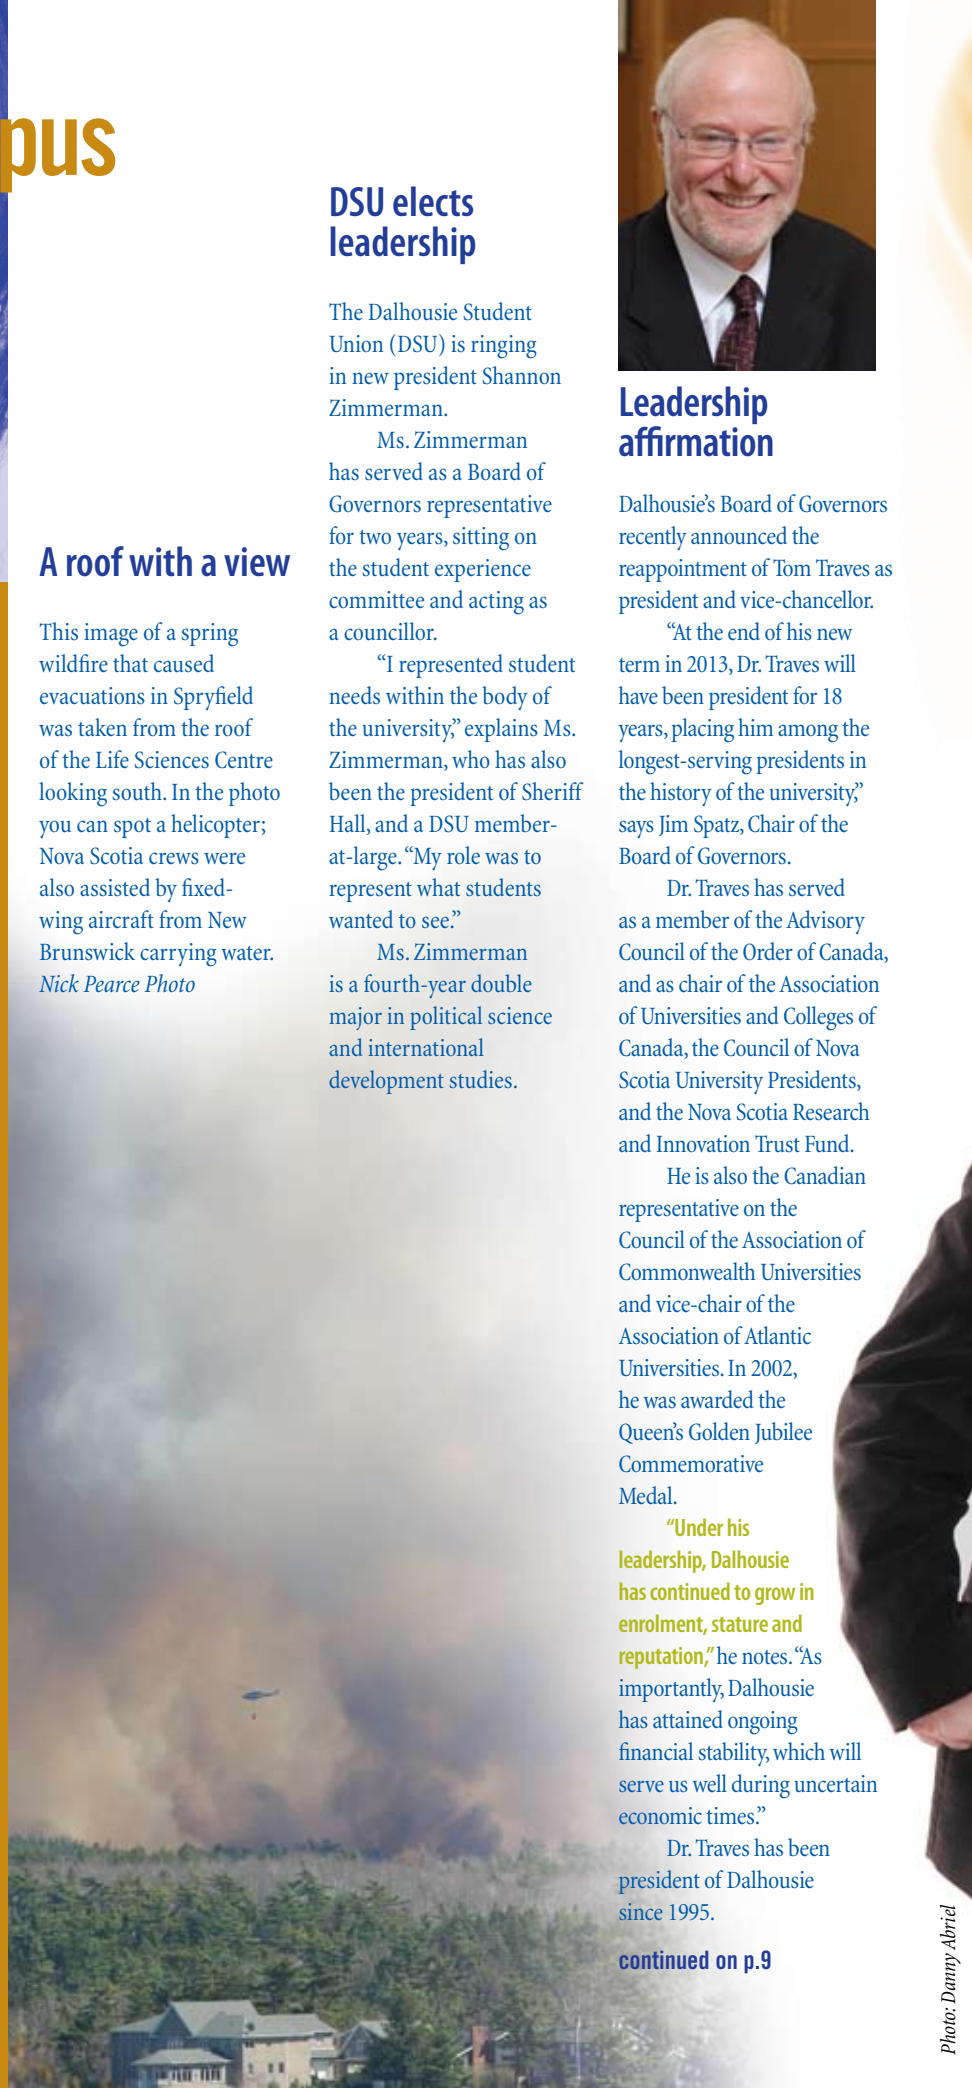 pus
A roof with a view
This image of a spring
wildfire that caused
evacuations in Spryfield
was taken from the roof
of the Life Sciences Centre
looking south. In the photo
you can spot a helicopter;
Nova Scotia crews were
also assisted by fixed-
wing aircraft from New
Brunswick carrying water.
Nick Pearce Photo
DSU elects
leadership
The Dalhousie Student
Union (DSU) is ringing
in new president Shannon
Zimmerman.
Ms. Zimmerman
has served as a Board of
Governors representative
for two years, sitting on
the student experience
committee and acting as
a councillor.
“I represented student
needs within the body of
the university,” explains Ms.
Zimmerman, who has also
been the president of Sheriff
Hall, and a DSU member-
at-large. “My role was to
represent what students
wanted to see.”
Ms. Zimmerman
is a fourth-year double
major in political science
and international
development studies.
Leadership
affirmation
Dalhousie’s Board of Governors
recently announced the
reappointment of Tom Traves as
president and vice-chancellor.
“At the end of his new
term in 2013, Dr. Traves will
have been president for 18
years, placing him among the
longest-serving presidents in
the history of the university,”
says Jim Spatz, Chair of the
Board of Governors.
Dr. Traves has served
as a member of the Advisory
Council of the Order of Canada,
and as chair of the Association
of Universities and Colleges of
Canada, the Council of Nova
Scotia University Presidents,
and the Nova Scotia Research
and Innovation Trust Fund.
He is also the Canadian
representative on the
Council of the Association of
Commonwealth Universities
and vice-chair of the
Association of Atlantic
Universities. In 2002,
he was awarded the
Queen’s Golden Jubilee
Commemorative
Medal.
“Under his
leadership, Dalhousie
has continued to grow in
enrolment, stature and
reputation,” he notes. “As
importantly, Dalhousie
has attained ongoing
financial stability, which will
serve us well during uncertain
economic times.”
Dr. Traves has been
president of Dalhousie
since 1995.
continued on p.9
Photo: Danny Abriel